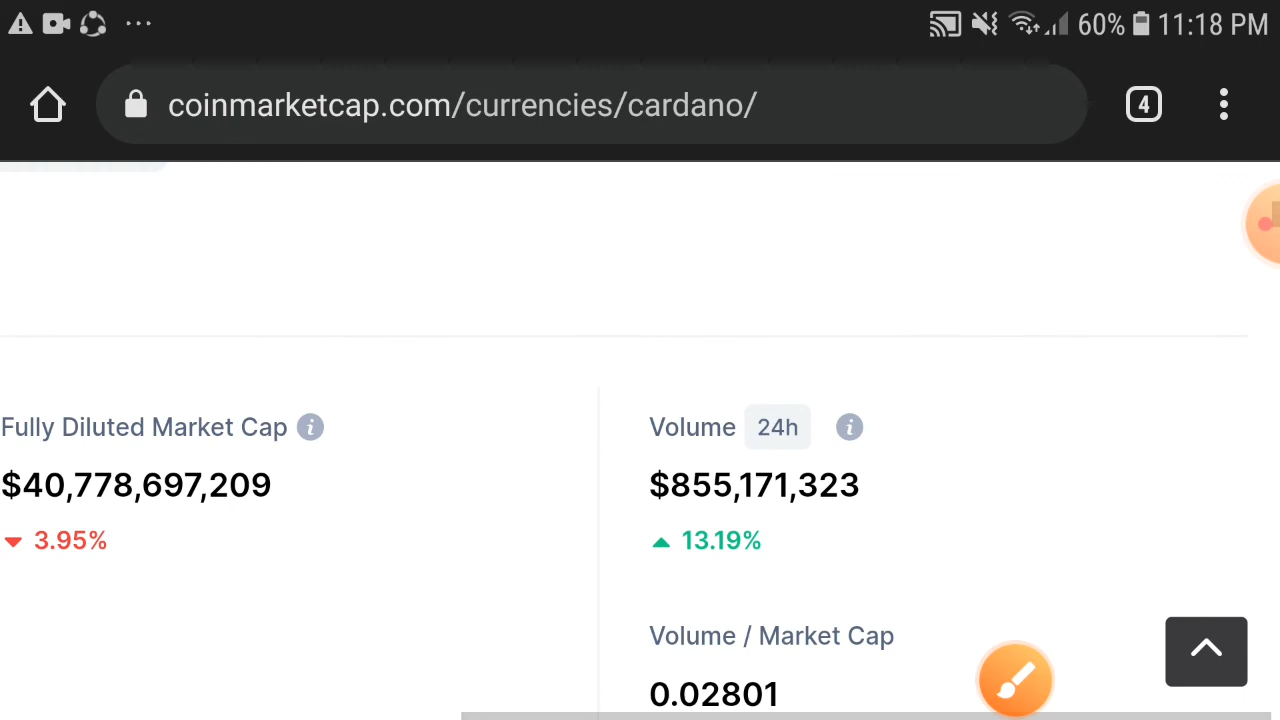 60% 11:18 PM
coinmarketcap.com/currencies/cardano/
4
Fully Diluted Market Cap i
$40,778,697,209
3.95%
Volume 24h i
$855,171,323
13.19%
Volume / Market Cap
0.02801